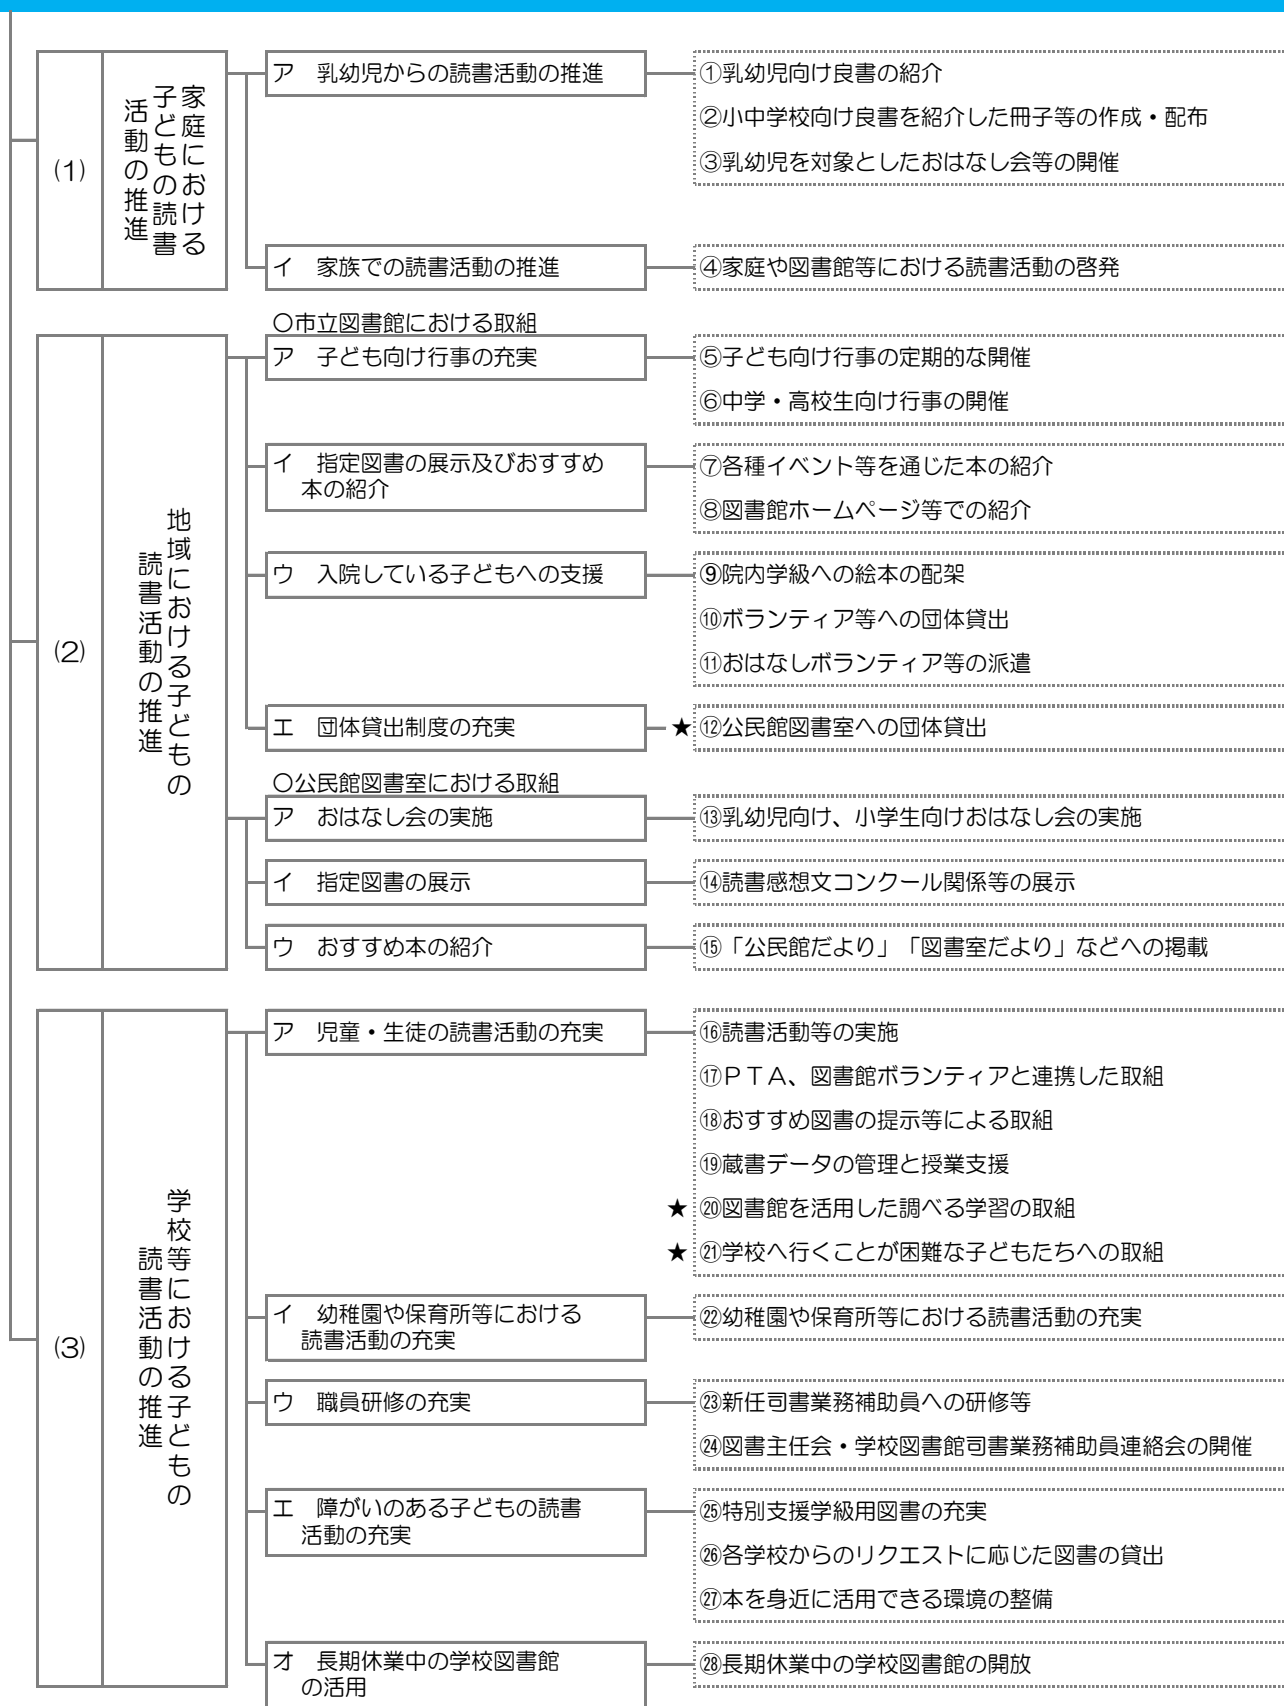 (1)
家庭における
子どもの読書
活動の推進
ア　乳幼児からの読書活動の推進
①乳幼児向け良書の紹介
②小中学校向け良書を紹介した冊子等の作成・配布
③乳幼児を対象としたおはなし会等の開催
イ　家族での読書活動の推進
④家庭や図書館等における読書活動の啓発
(2)
地域における子どもの
読書活動の推進
〇市立図書館における取組
ア　子ども向け行事の充実
⑤子ども向け行事の定期的な開催
⑥中学・高校生向け行事の開催
イ　指定図書の展示及びおすすめ
本の紹介
⑦各種イベント等を通じた本の紹介
⑧図書館ホームページ等での紹介
ウ　入院している子どもへの支援
⑨院内学級への絵本の配架
⑩ボランティア等への団体貸出
⑪おはなしボランティア等の派遣
エ　団体貸出制度の充実
★ ⑫公民館図書室への団体貸出
〇公民館図書室における取組
ア　おはなし会の実施
⑬乳幼児向け、小学生向けおはなし会の実施
イ　指定図書の展示
⑭読書感想文コンクール関係等の展示
ウ　おすすめ本の紹介
⑮「公民館だより」「図書室だより」などへの掲載
(3)
学校等における子どもの
読書活動の推進
ア　児童・生徒の読書活動の充実
⑯読書活動等の実施
⑰ＰＴＡ、図書館ボランティアと連携した取組
⑱おすすめ図書の提示等による取組
⑲蔵書データの管理と授業支援
★ ⑳図書館を活用した調べる学習の取組
★ ㉑学校へ行くことが困難な子どもたちへの取組
イ　幼稚園や保育所等における
読書活動の充実
㉒幼稚園や保育所等における読書活動の充実
ウ　職員研修の充実
㉓新任司書業務補助員への研修等
㉔図書主任会・学校図書館司書業務補助員連絡会の開催
エ　障がいのある子どもの読書
活動の充実
㉕特別支援学級用図書の充実
㉖各学校からのリクエストに応じた図書の貸出
㉗本を身近に活用できる環境の整備
オ　長期休業中の学校図書館
の活用
㉘長期休業中の学校図書館の開放